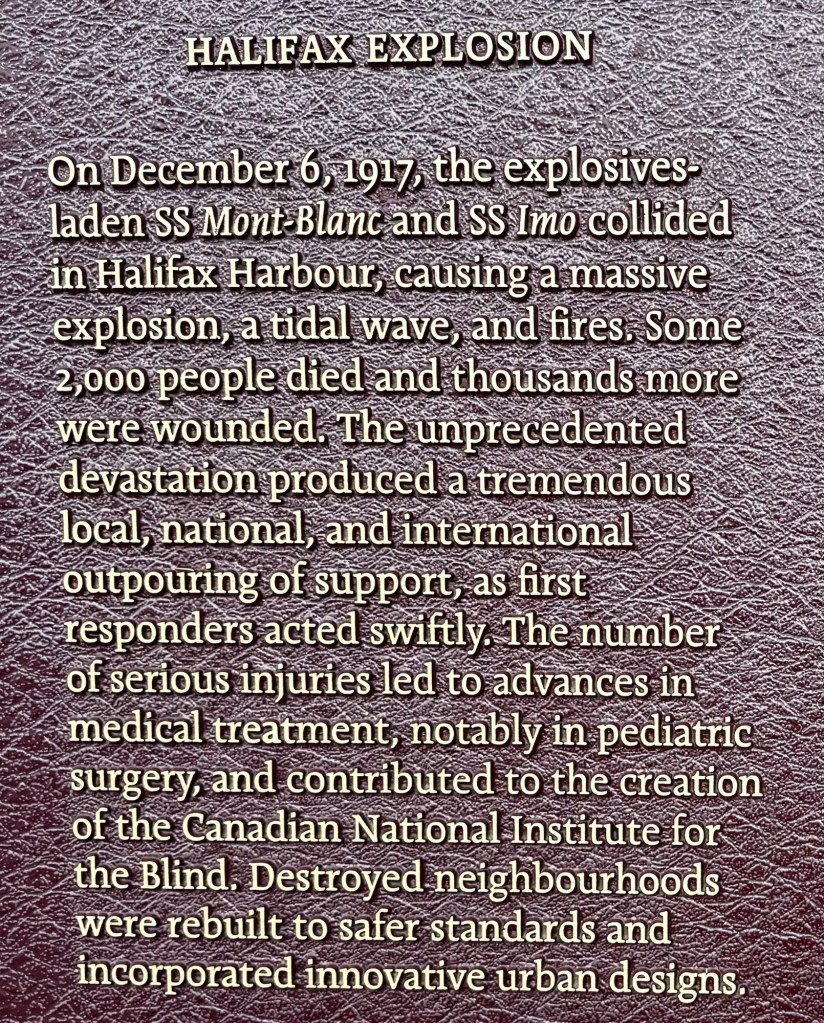 HALIFAX EXPLOSION
On December 6, 1917, the explosives-
laden SS Mont-Blanc and SS Imo collided
in Halifax Harbour, causing a massive
explosion, a tidal wave, and fires. Some
2,000 people died and thousands more
were wounded. The unprecedented
devastation produced a tremendous
local, national, and international
outpouring of support, as first
responders acted swiftly. The number
of serious injuries led to advances in
medical treatment, notably in pediatric
surgery, and contributed to the creation
of the Canadian National Institute for
the Blind. Destroyed neighbourhoods
were rebuilt to safer standards and
incorporated innovative urban designs.